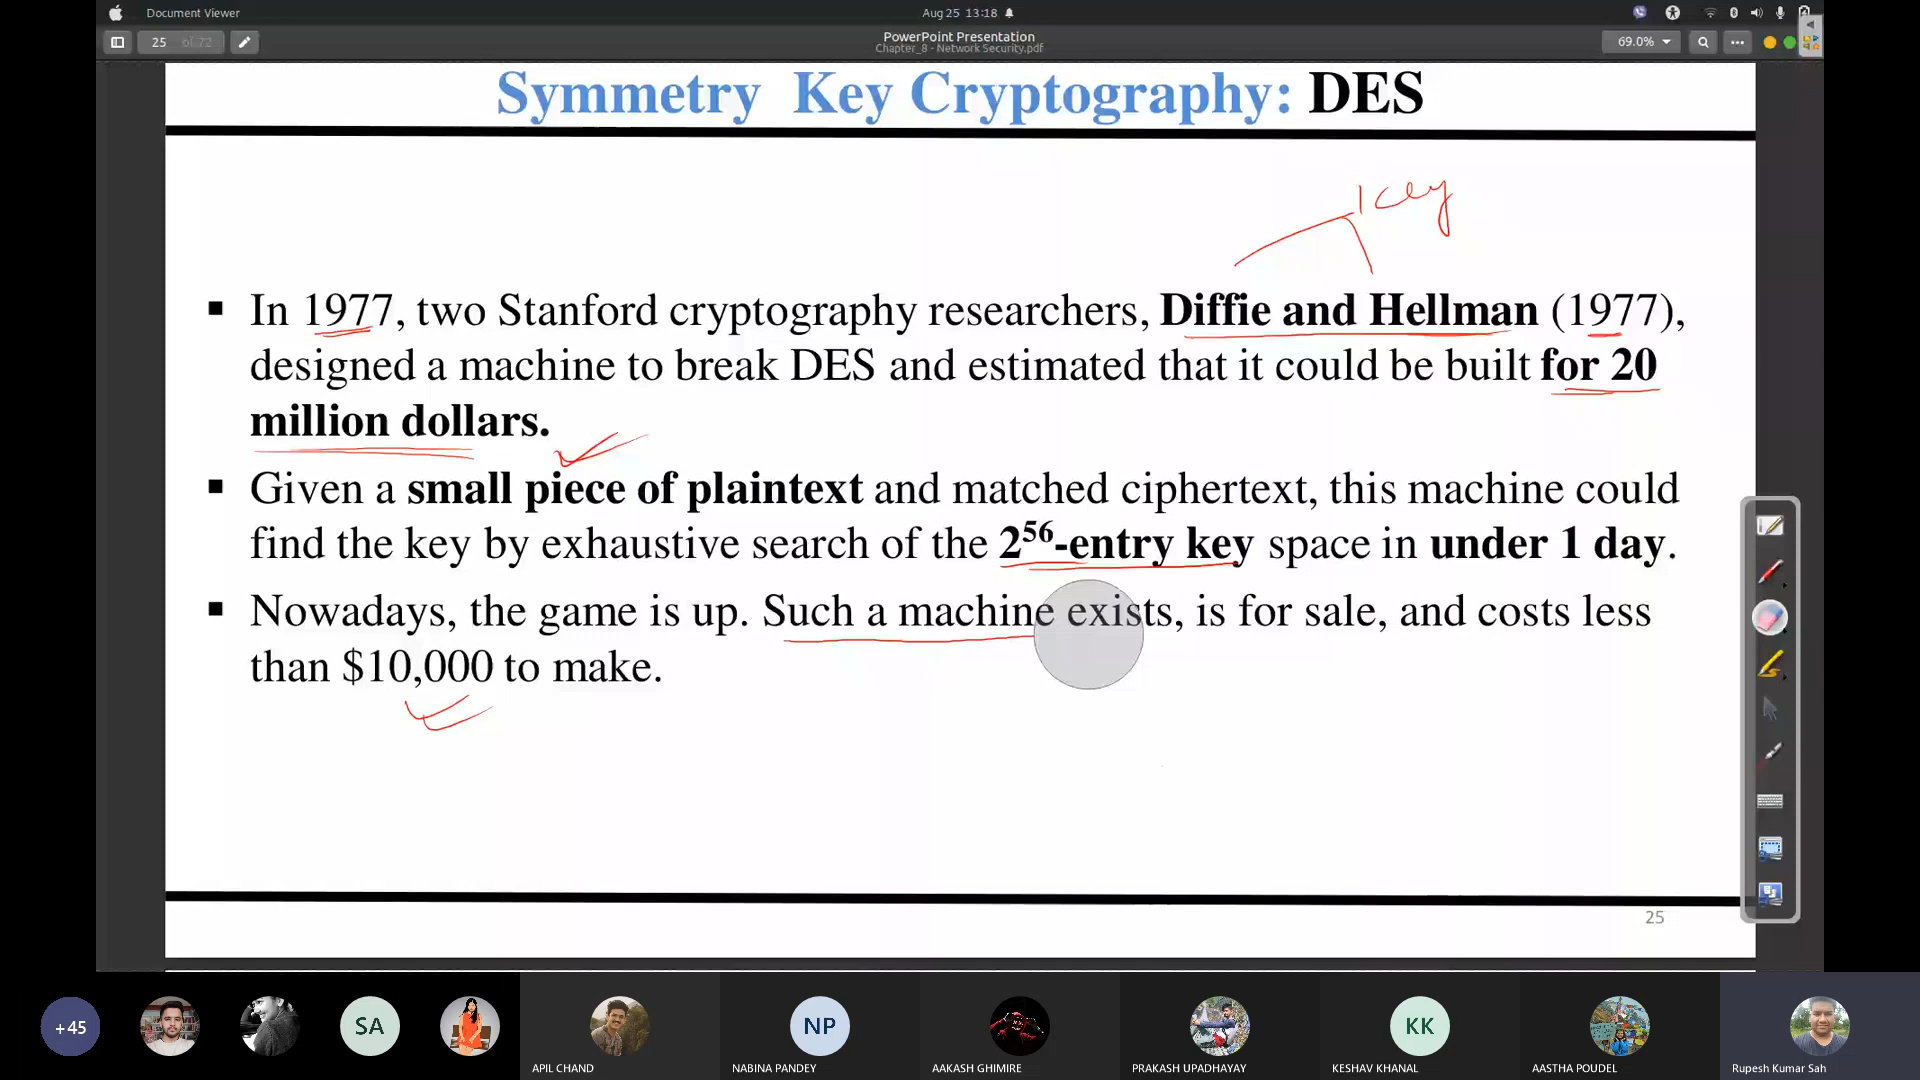 Document Viewer
Aug 25 13:18
25 of 72
PowerPoint Presentation
Chapter_8 - Network Security.pdf
69.0%
Symmetry Key Cryptography: DES
key
▪ In 1977, two Stanford cryptography researchers, Diffie and Hellman (1977),
designed a machine to break DES and estimated that it could be built for 20
million dollars.
▪ Given a small piece of plaintext and matched ciphertext, this machine could
find the key by exhaustive search of the 2⁵⁶-entry key space in under 1 day.
▪ Nowadays, the game is up. Such a machine exists, is for sale, and costs less
than $10,000 to make.
25
+45
SA
NP
KK
APIL CHAND
NABINA PANDEY
AAKASH GHIMIRE
PRAKASH UPADHAYAY
KESHAV KHANAL
AASTHA POUDEL
Rupesh Kumar Sah